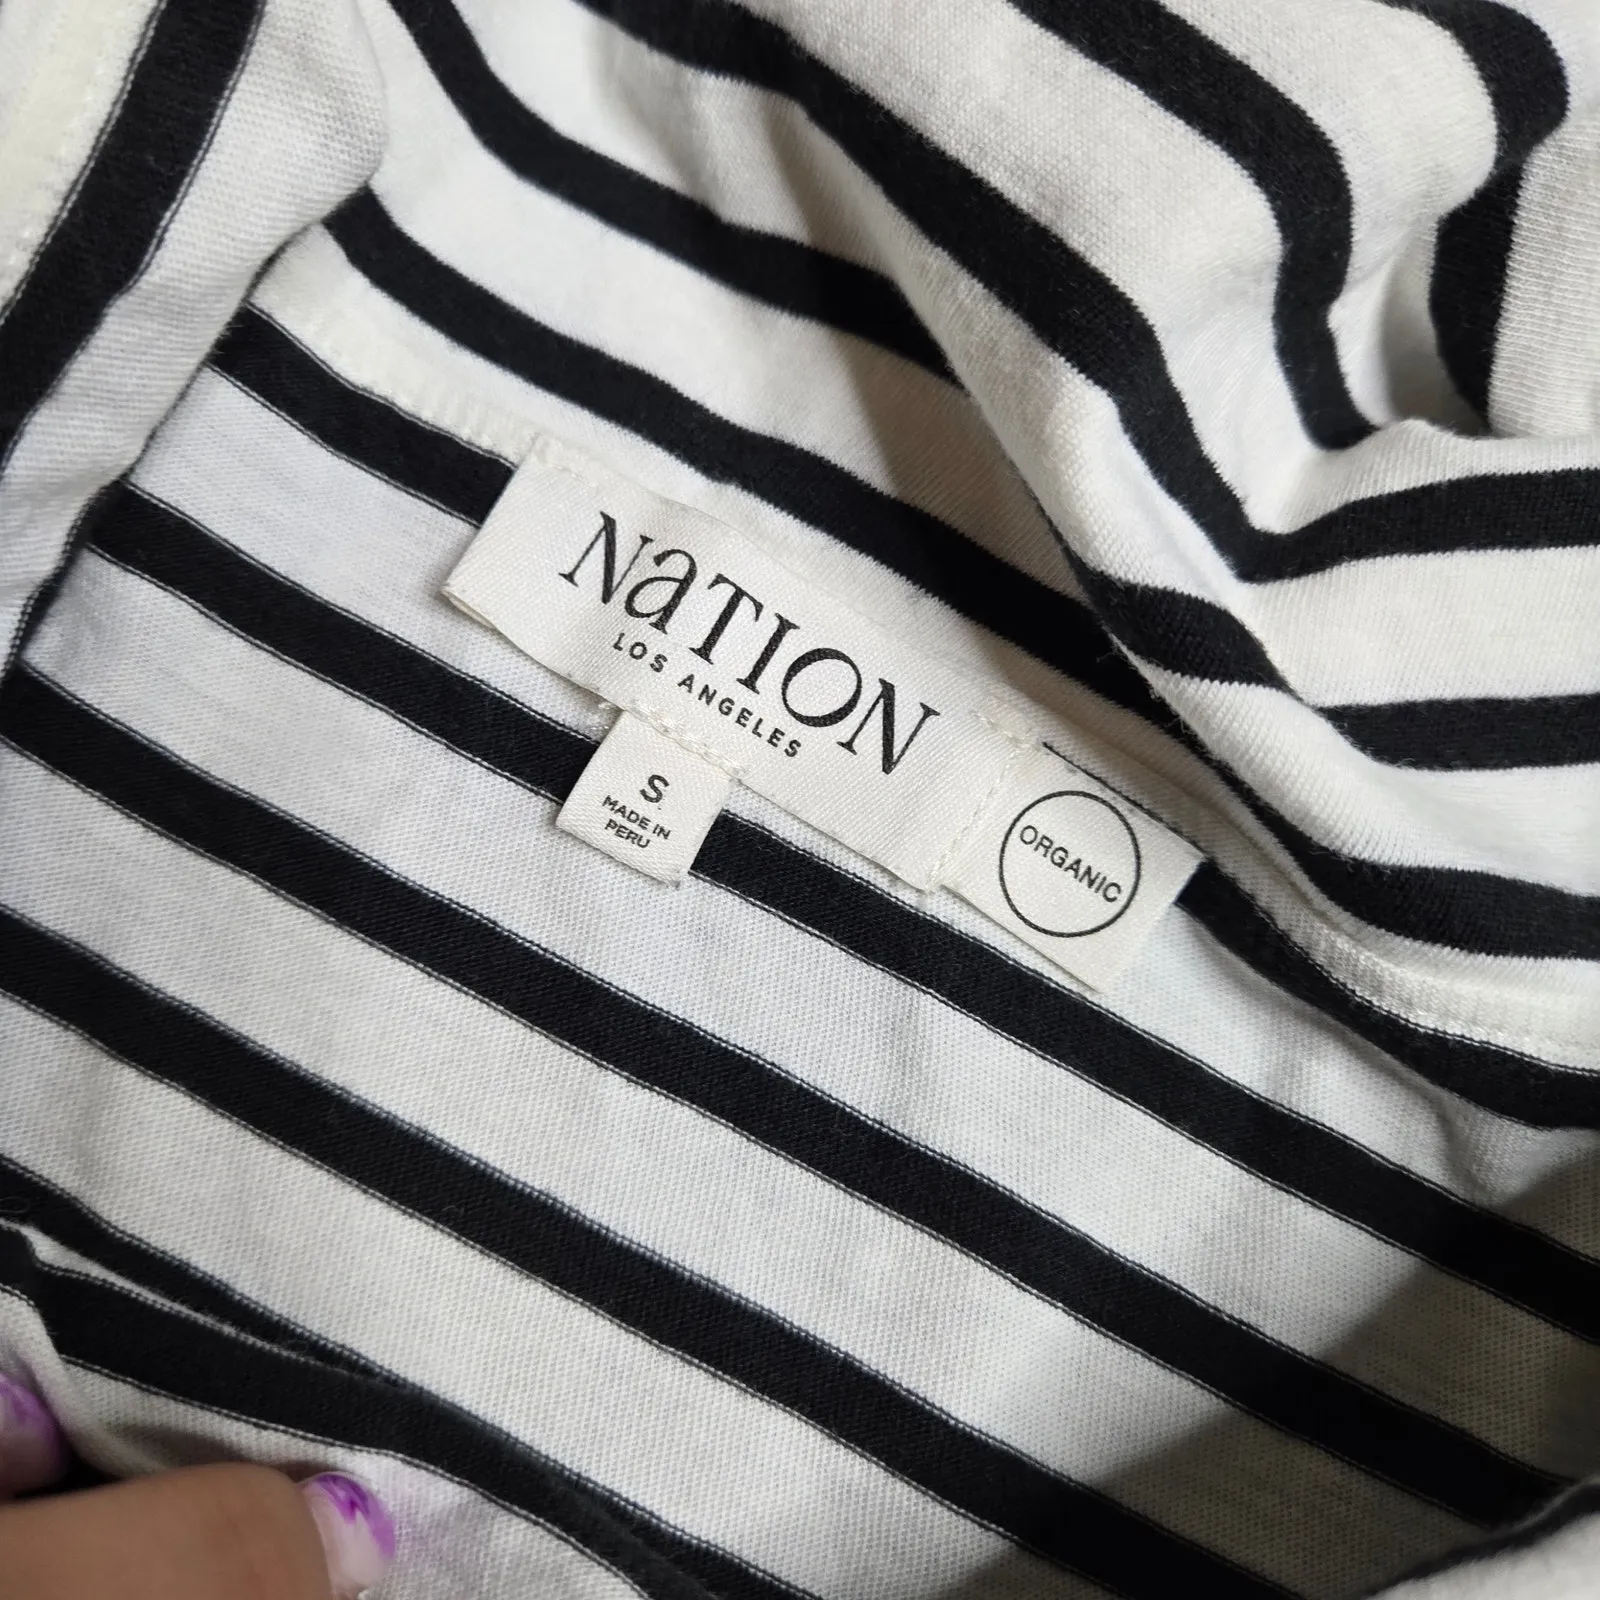 NaTION
LOS ANGELES
S
MADE IN
PERU
ORGANIC